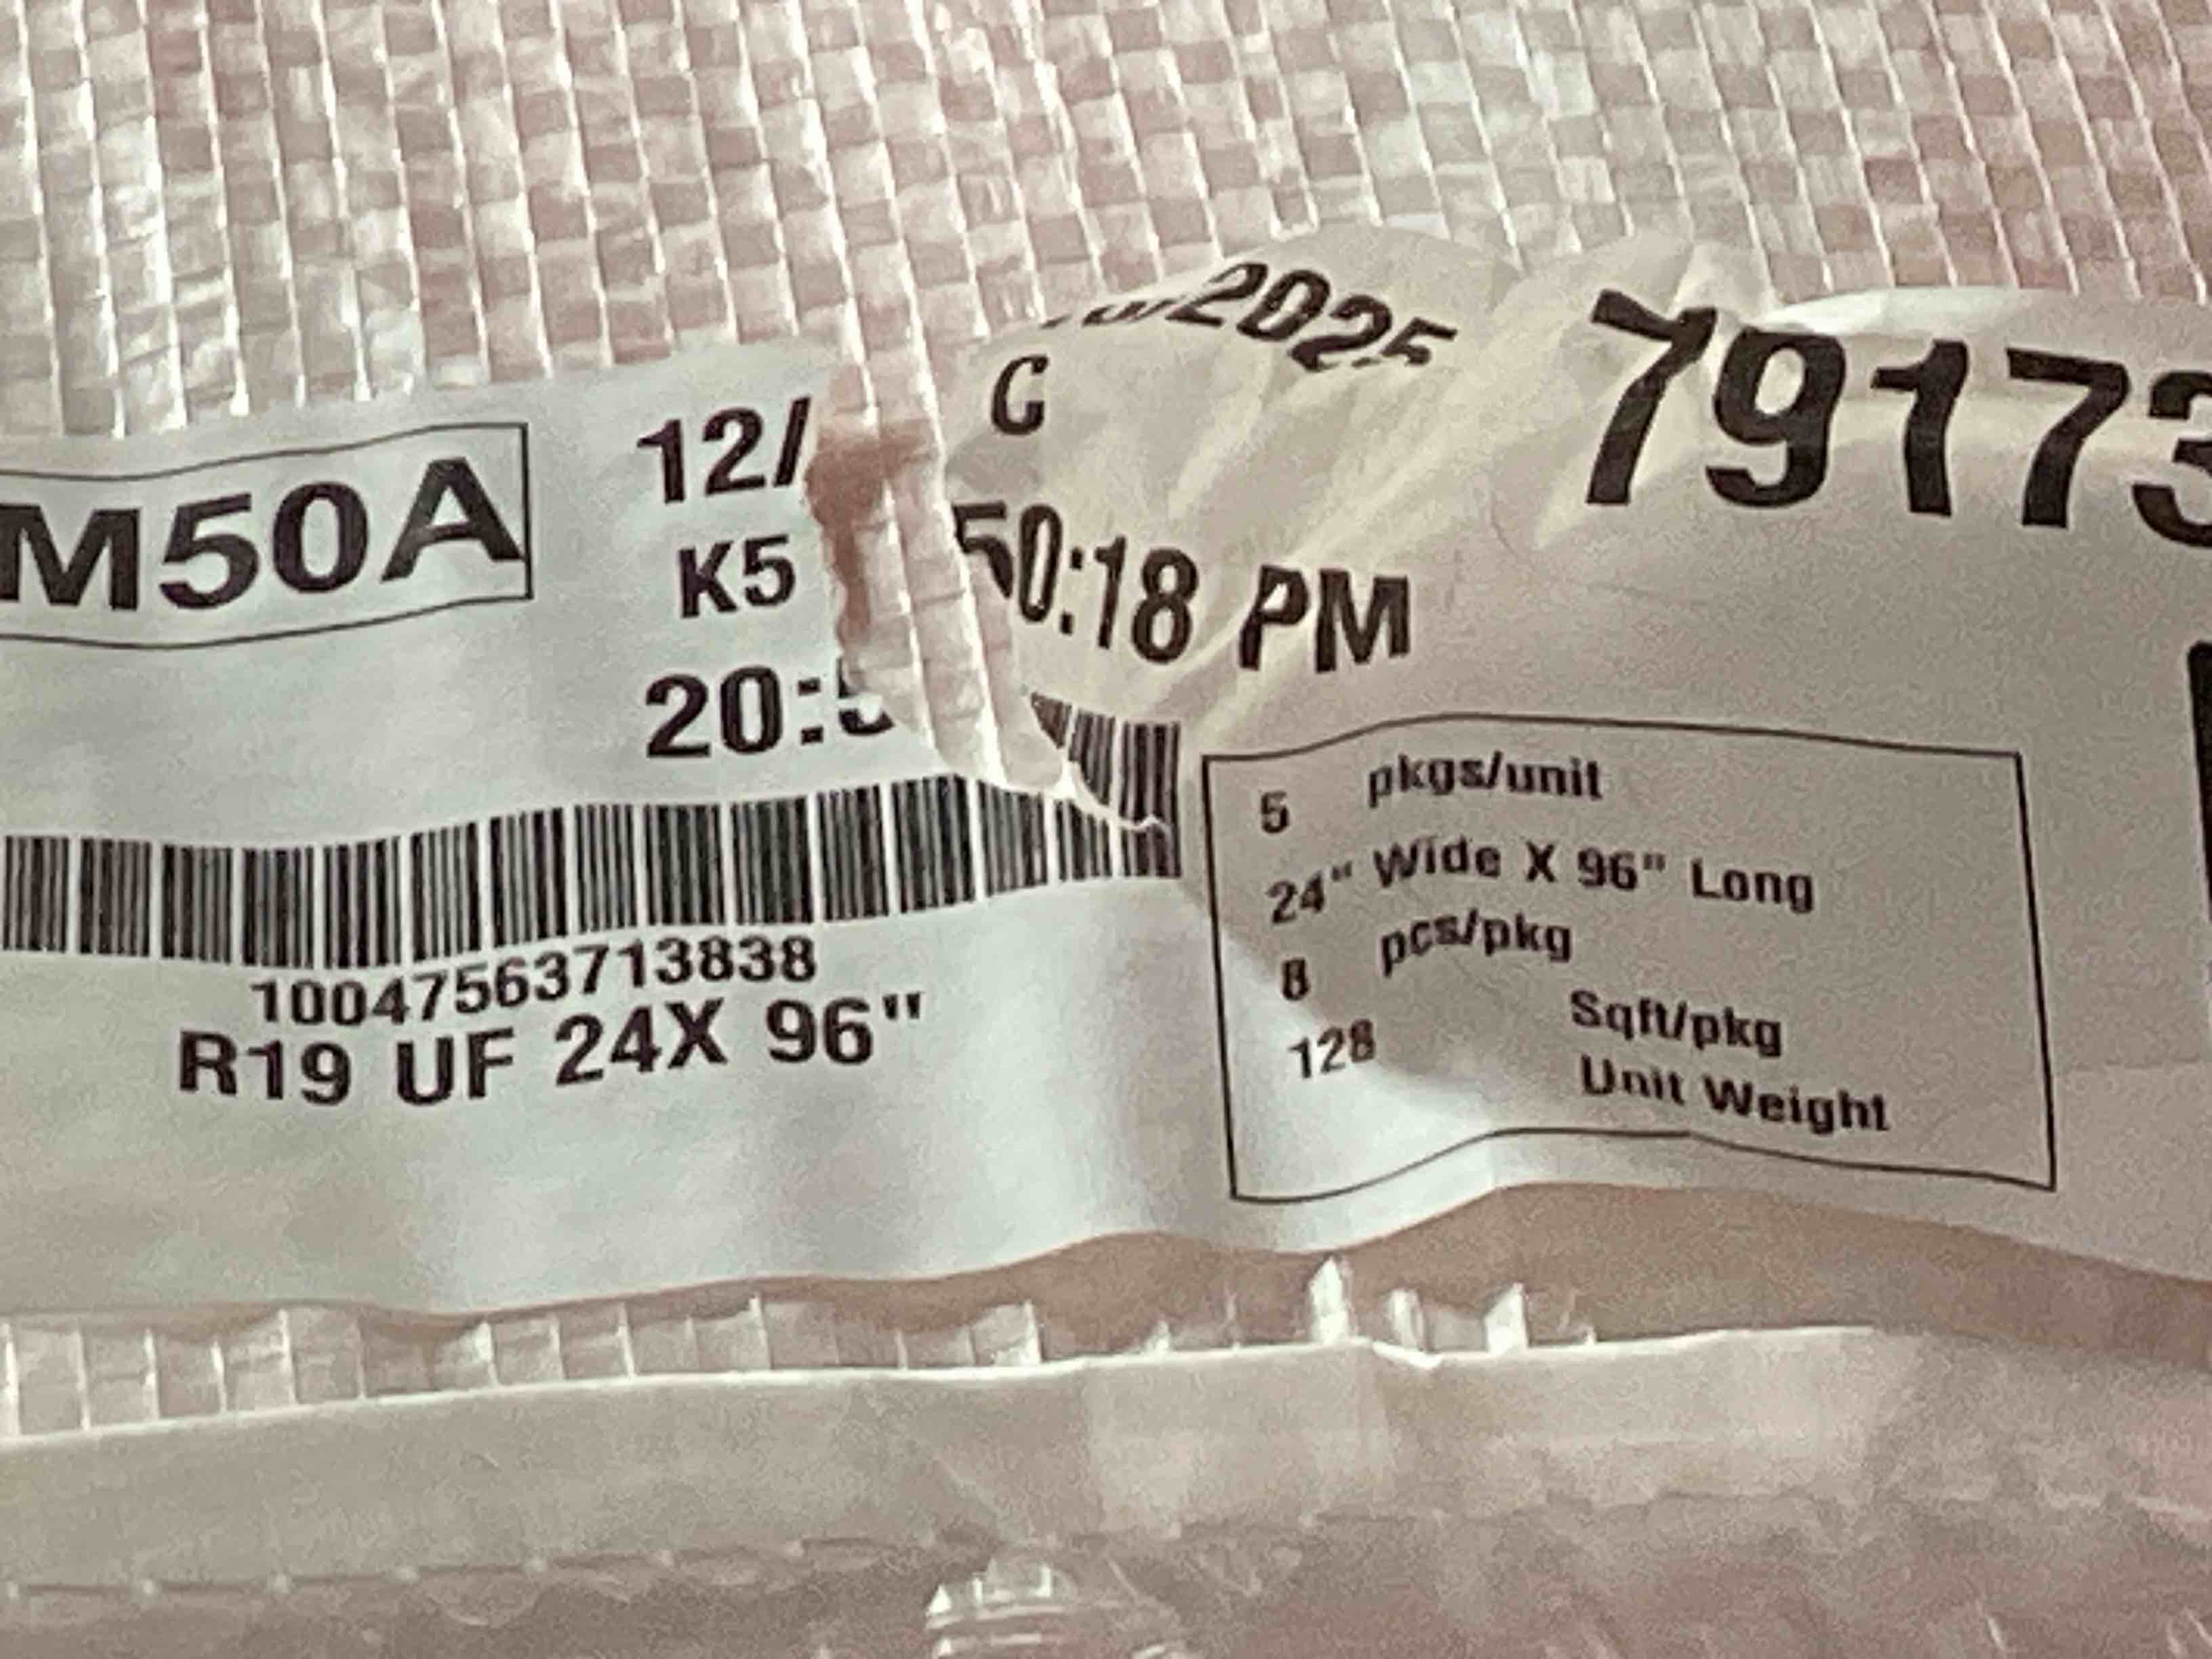 M50A
12/
/2025
79173
K5
C
20:5
50:18 PM
10047563713838
R19 UF 24X 96"
5 pkgs/unit
24" Wide X 96" Long
8 pcs/pkg
128 Sqft/pkg
Unit Weight